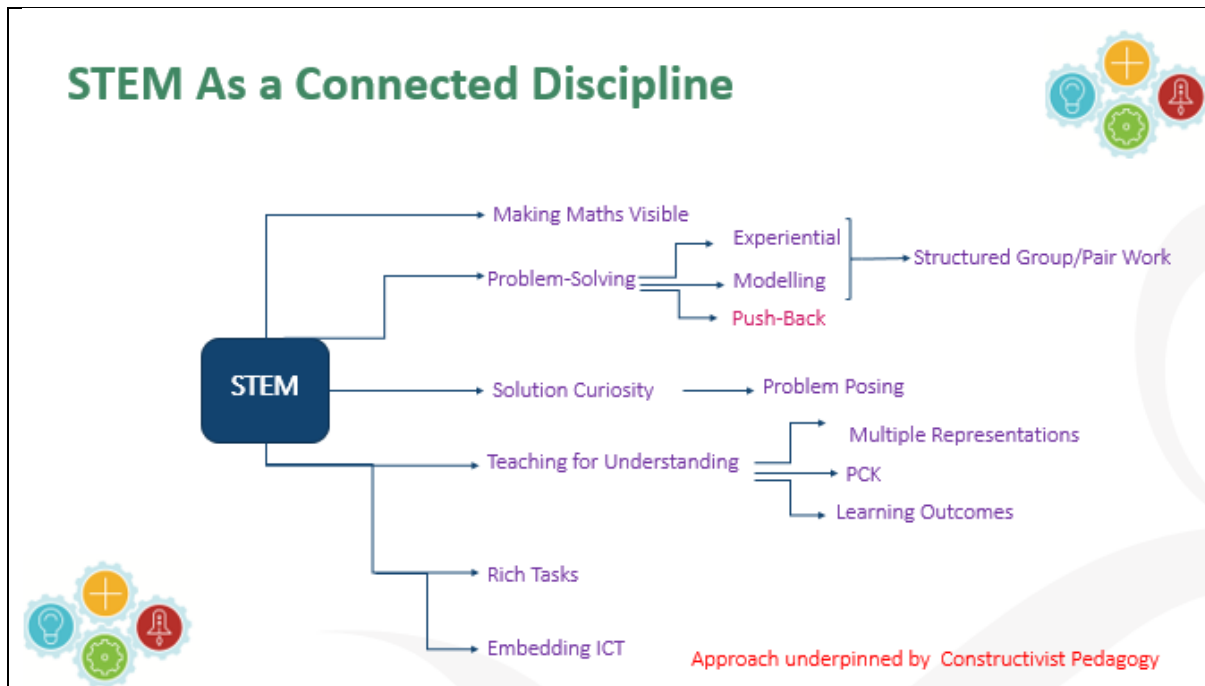 STEM As a Connected Discipline
Making Maths Visible
Experiential
Structured Group/Pair Work
Problem-Solving
Modelling
Push-Back
STEM
Solution Curiosity
Problem Posing
Multiple Representations
Teaching for Understanding
PCK
Learning Outcomes
Rich Tasks
Embedding ICT
Approach underpinned by Constructivist Pedagogy